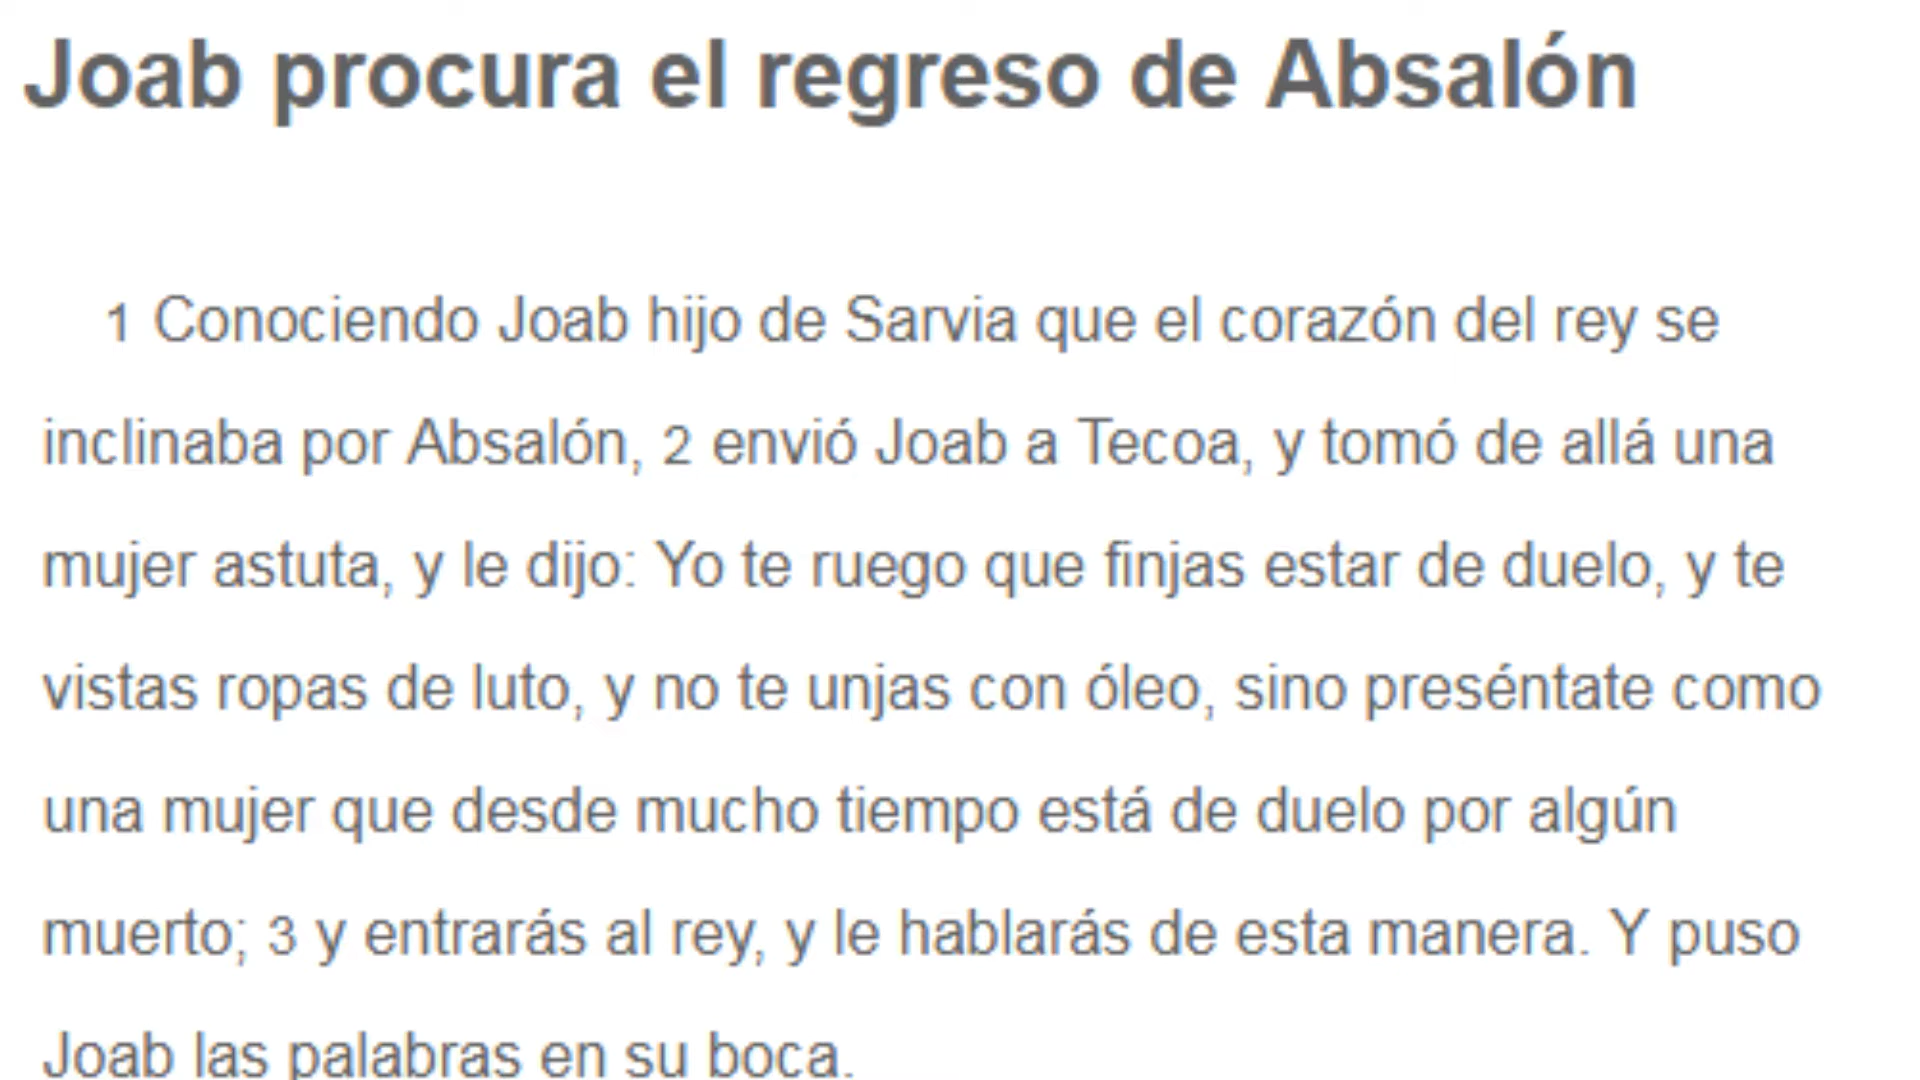 Joab procura el regreso de Absalón
1 Conociendo Joab hijo de Sarvia que el corazón del rey se
inclinaba por Absalón, 2 envió Joab a Tecoa, y tomó de allá una
mujer astuta, y le dijo: Yo te ruego que finjas estar de duelo, y te
vistas ropas de luto, y no te unjas con óleo, sino preséntate como
una mujer que desde mucho tiempo está de duelo por algún
muerto; 3 y entrarás al rey, y le hablarás de esta manera. Y puso
Joab las palabras en su boca.